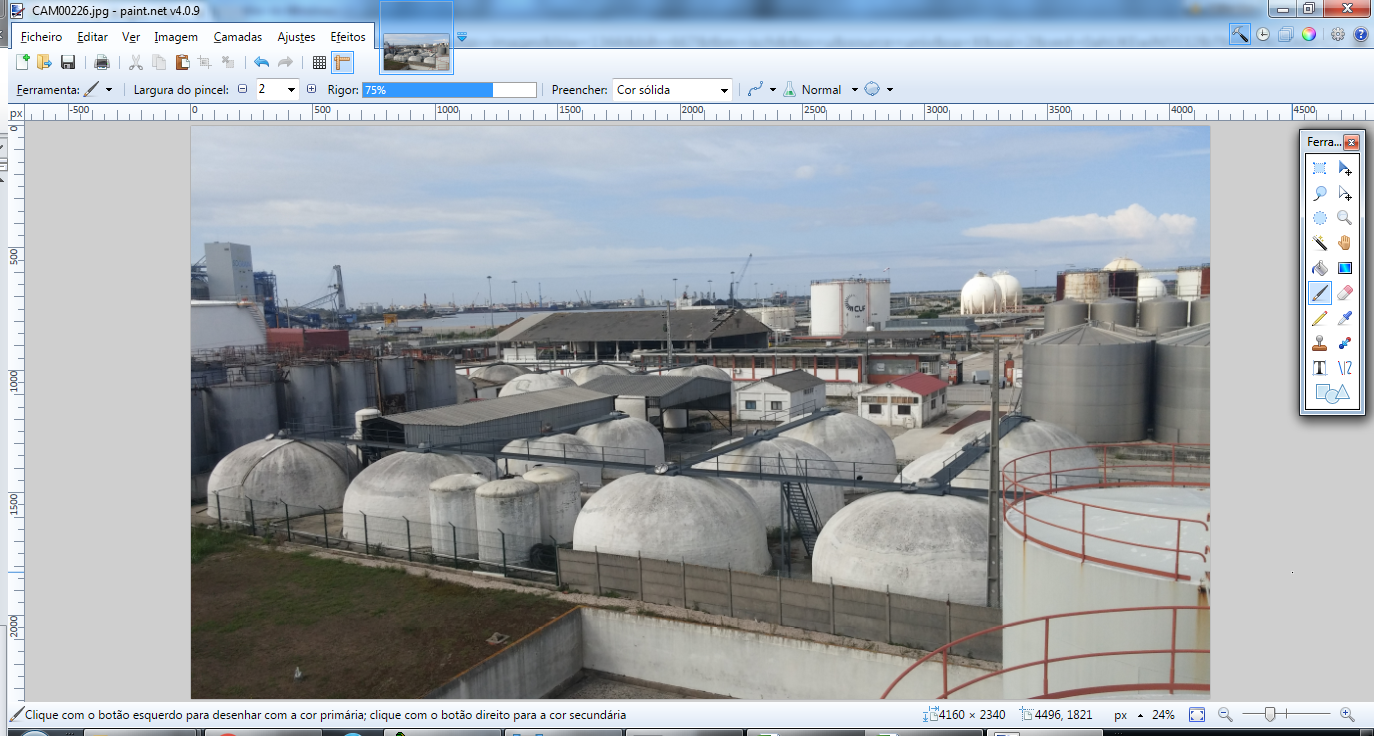 CAM00226.jpg - paint.net v4.0.9
Ficheiro Editar Ver Imagem Camadas Ajustes Efeitos
Ferramenta: Largura do pincel: 2 Rigor: 75% Preencher: Cor sólida Normal
px -500 0 500 1000 1500 2000 2500 3000 3500 4000 4500
Ferra...
0
500
1000
1500
2000
CLF
Clique com o botão esquerdo para desenhar com a cor primária; clique com o botão direito para a cor secundária 4160 × 2340 4496, 1821 px 24%